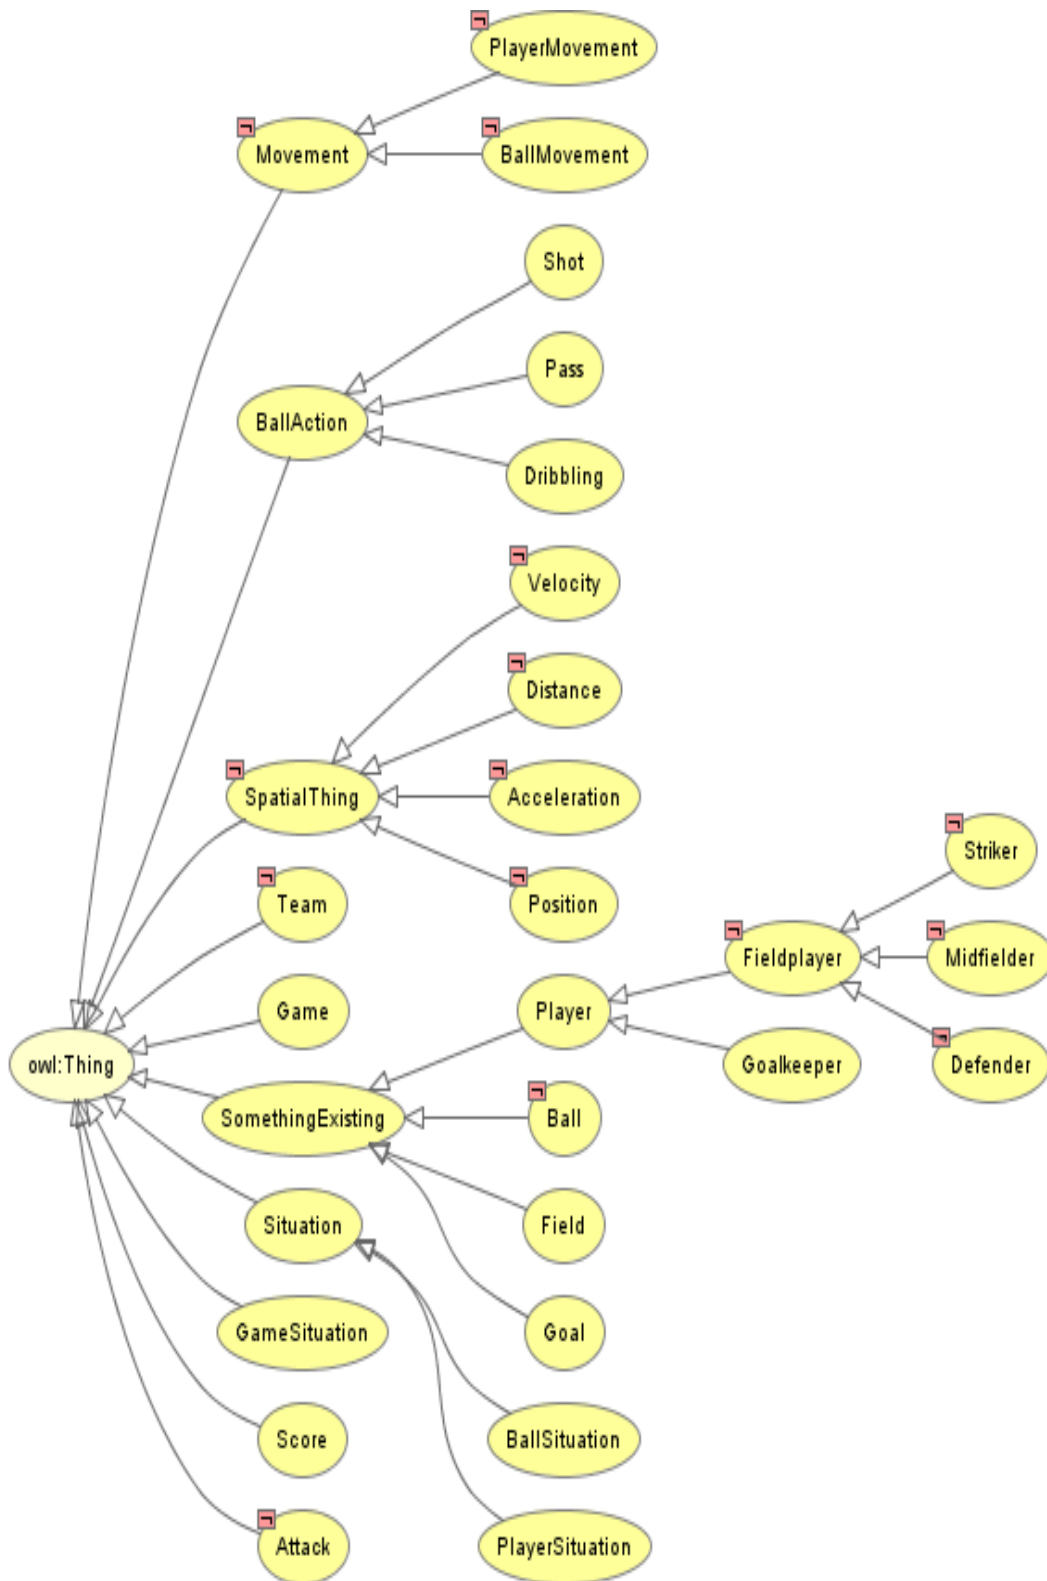 PlayerMovement
Movement
BallMovement
Shot
Pass
BallAction
Dribbling
Velocity
Distance
SpatialThing
Acceleration
Striker
Team
Position
Fieldplayer
Midfielder
Game
Player
owl:Thing
Goalkeeper
Defender
SomethingExisting
Ball
Situation
Field
GameSituation
Goal
Score
BallSituation
Attack
PlayerSituation